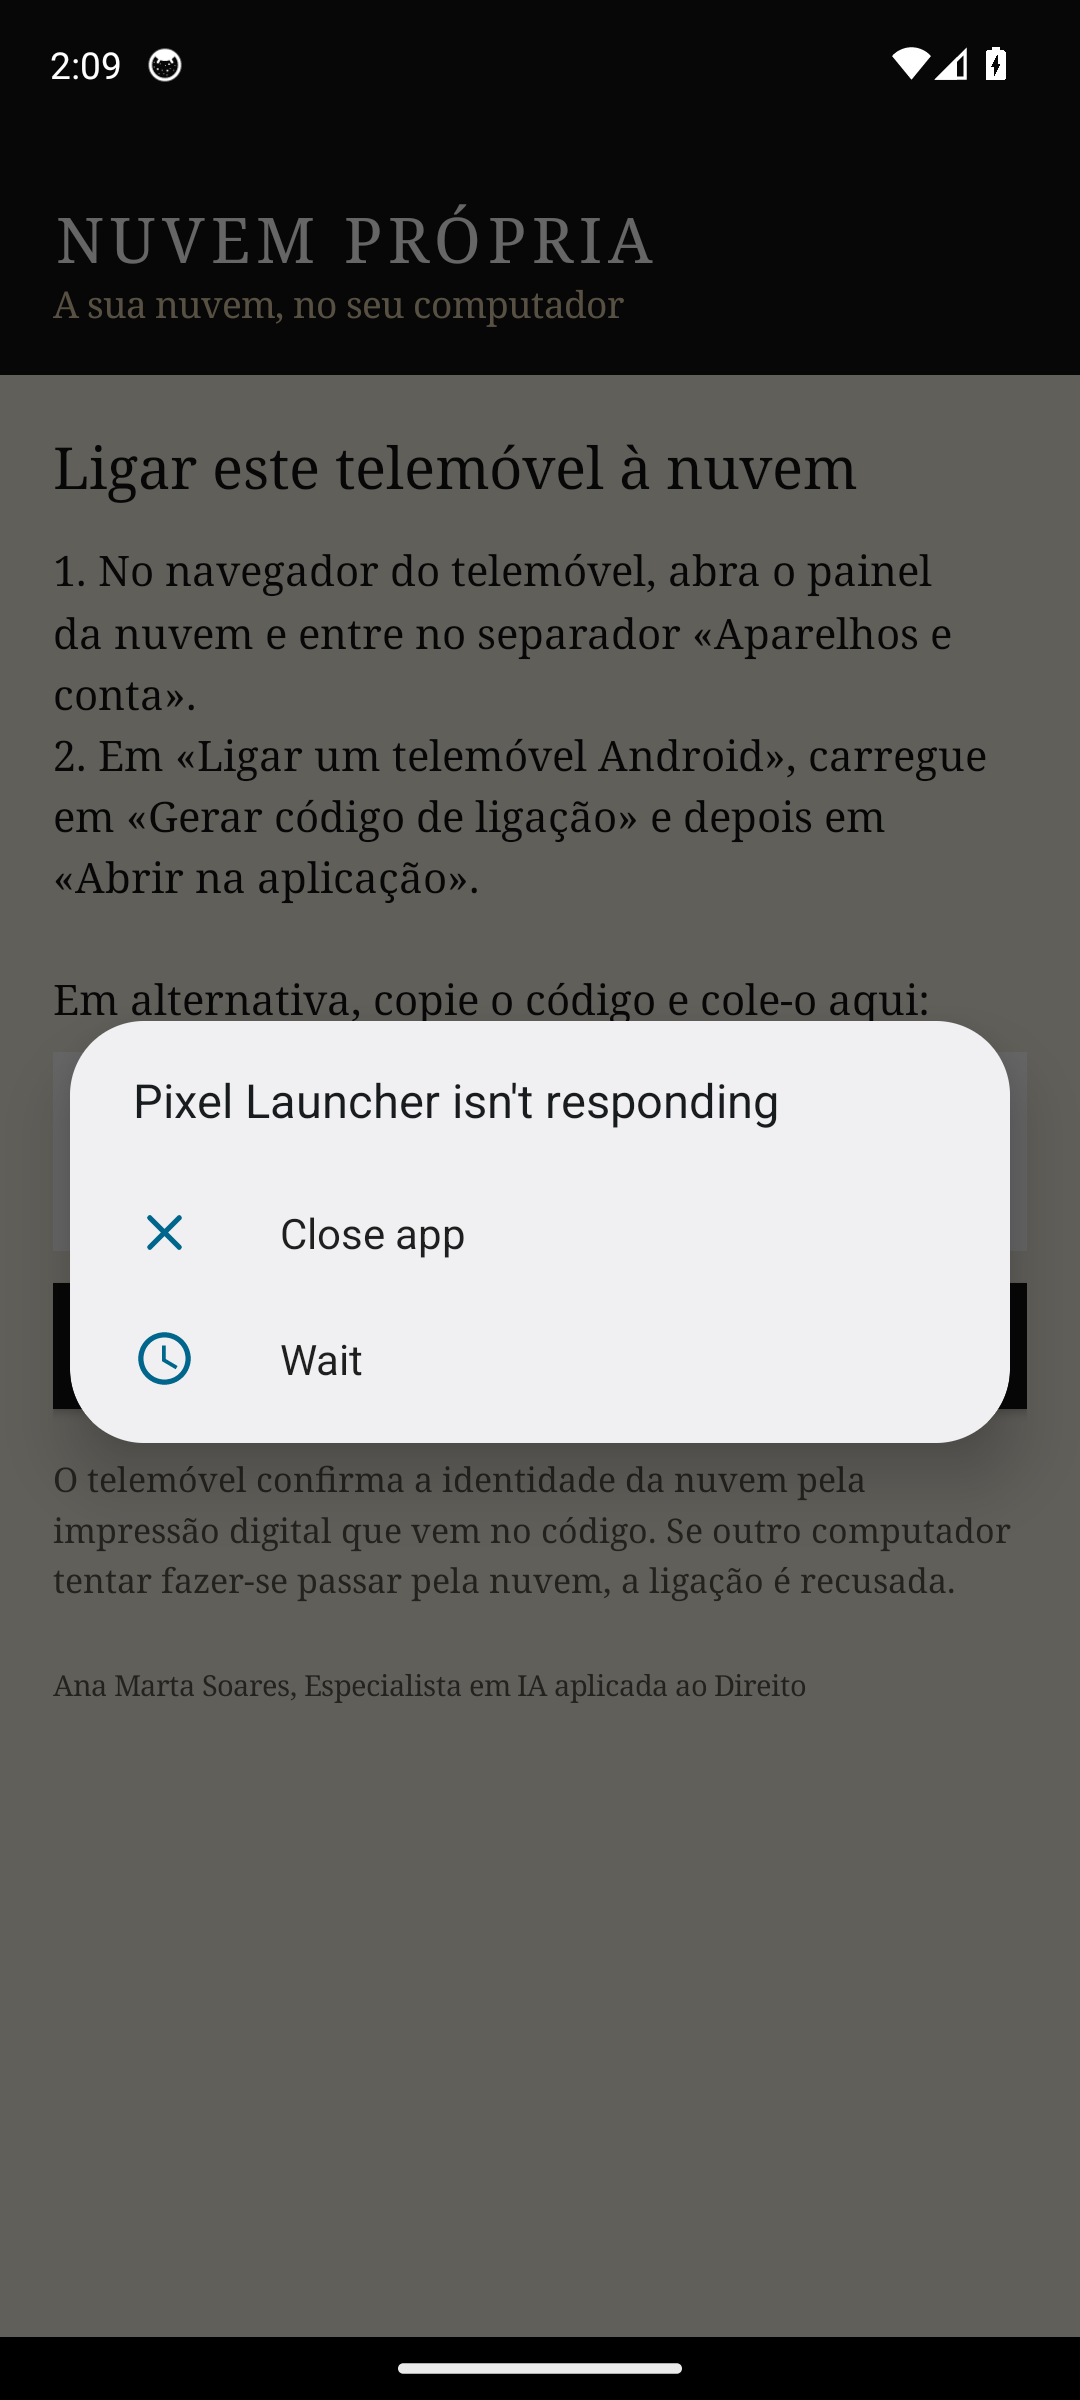 2:09
NUVEM PRÓPRIA
A sua nuvem, no seu computador
Ligar este telemóvel à nuvem
1. No navegador do telemóvel, abra o painel
da nuvem e entre no separador «Aparelhos e
conta».
2. Em «Ligar um telemóvel Android», carregue
em «Gerar código de ligação» e depois em
«Abrir na aplicação».
Em alternativa, copie o código e cole-o aqui:
Pixel Launcher isn't responding
Close app
Wait
O telemóvel confirma a identidade da nuvem pela
impressão digital que vem no código. Se outro computador
tentar fazer-se passar pela nuvem, a ligação é recusada.
Ana Marta Soares, Especialista em IA aplicada ao Direito